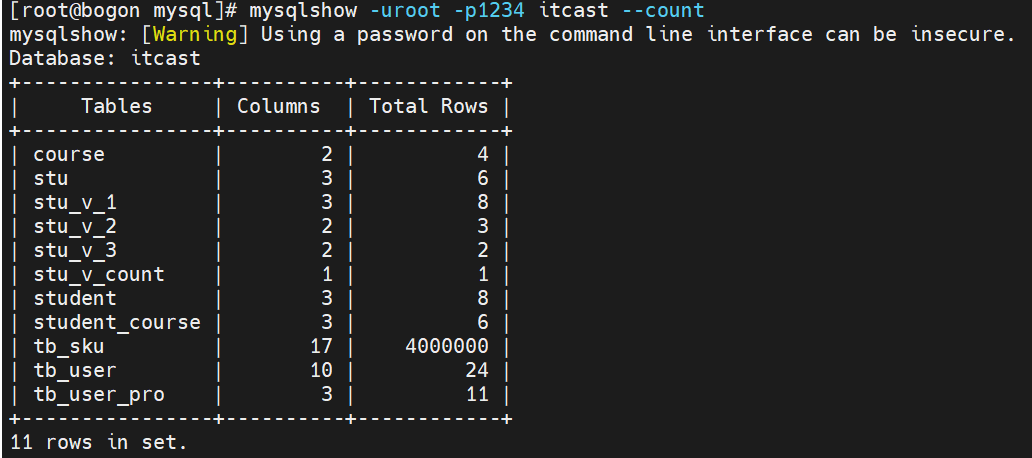 [root@bogon mysql]# mysqlshow -uroot -p1234 itcast --count
mysqlshow: [Warning] Using a password on the command line interface can be insecure.
Database: itcast
+----------------+----------+------------+
|     Tables     | Columns  | Total Rows |
+----------------+----------+------------+
| course         |        2 |          4 |
| stu            |        3 |          6 |
| stu_v_1        |        3 |          8 |
| stu_v_2        |        2 |          3 |
| stu_v_3        |        2 |          2 |
| stu_v_count    |        1 |          1 |
| student        |        3 |          8 |
| student_course |        3 |          6 |
| tb_sku         |       17 |    4000000 |
| tb_user        |       10 |         24 |
| tb_user_pro    |        3 |         11 |
+----------------+----------+------------+
11 rows in set.